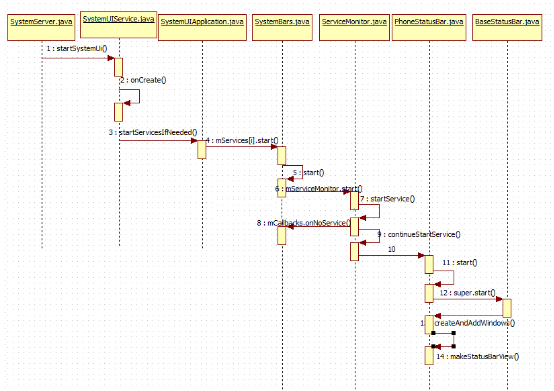 SystemServer.java
SystemUIService.java
SystemUIApplication.java
SystemBars.java
ServiceMonitor.java
PhoneStatusBar.java
BaseStatusBar.java
1 : startSystemUi()
2 : onCreate()
3 : startServicesIfNeeded()
4 : mServices[i].start()
5 : start()
6 : mServiceMonitor.start()
7 : startService()
8 : mCallbacks.onNoService()
9 : continueStartService()
10
11 : start()
12 : super.start()
1 createAndAddWindows()
14 : makeStatusBarView()